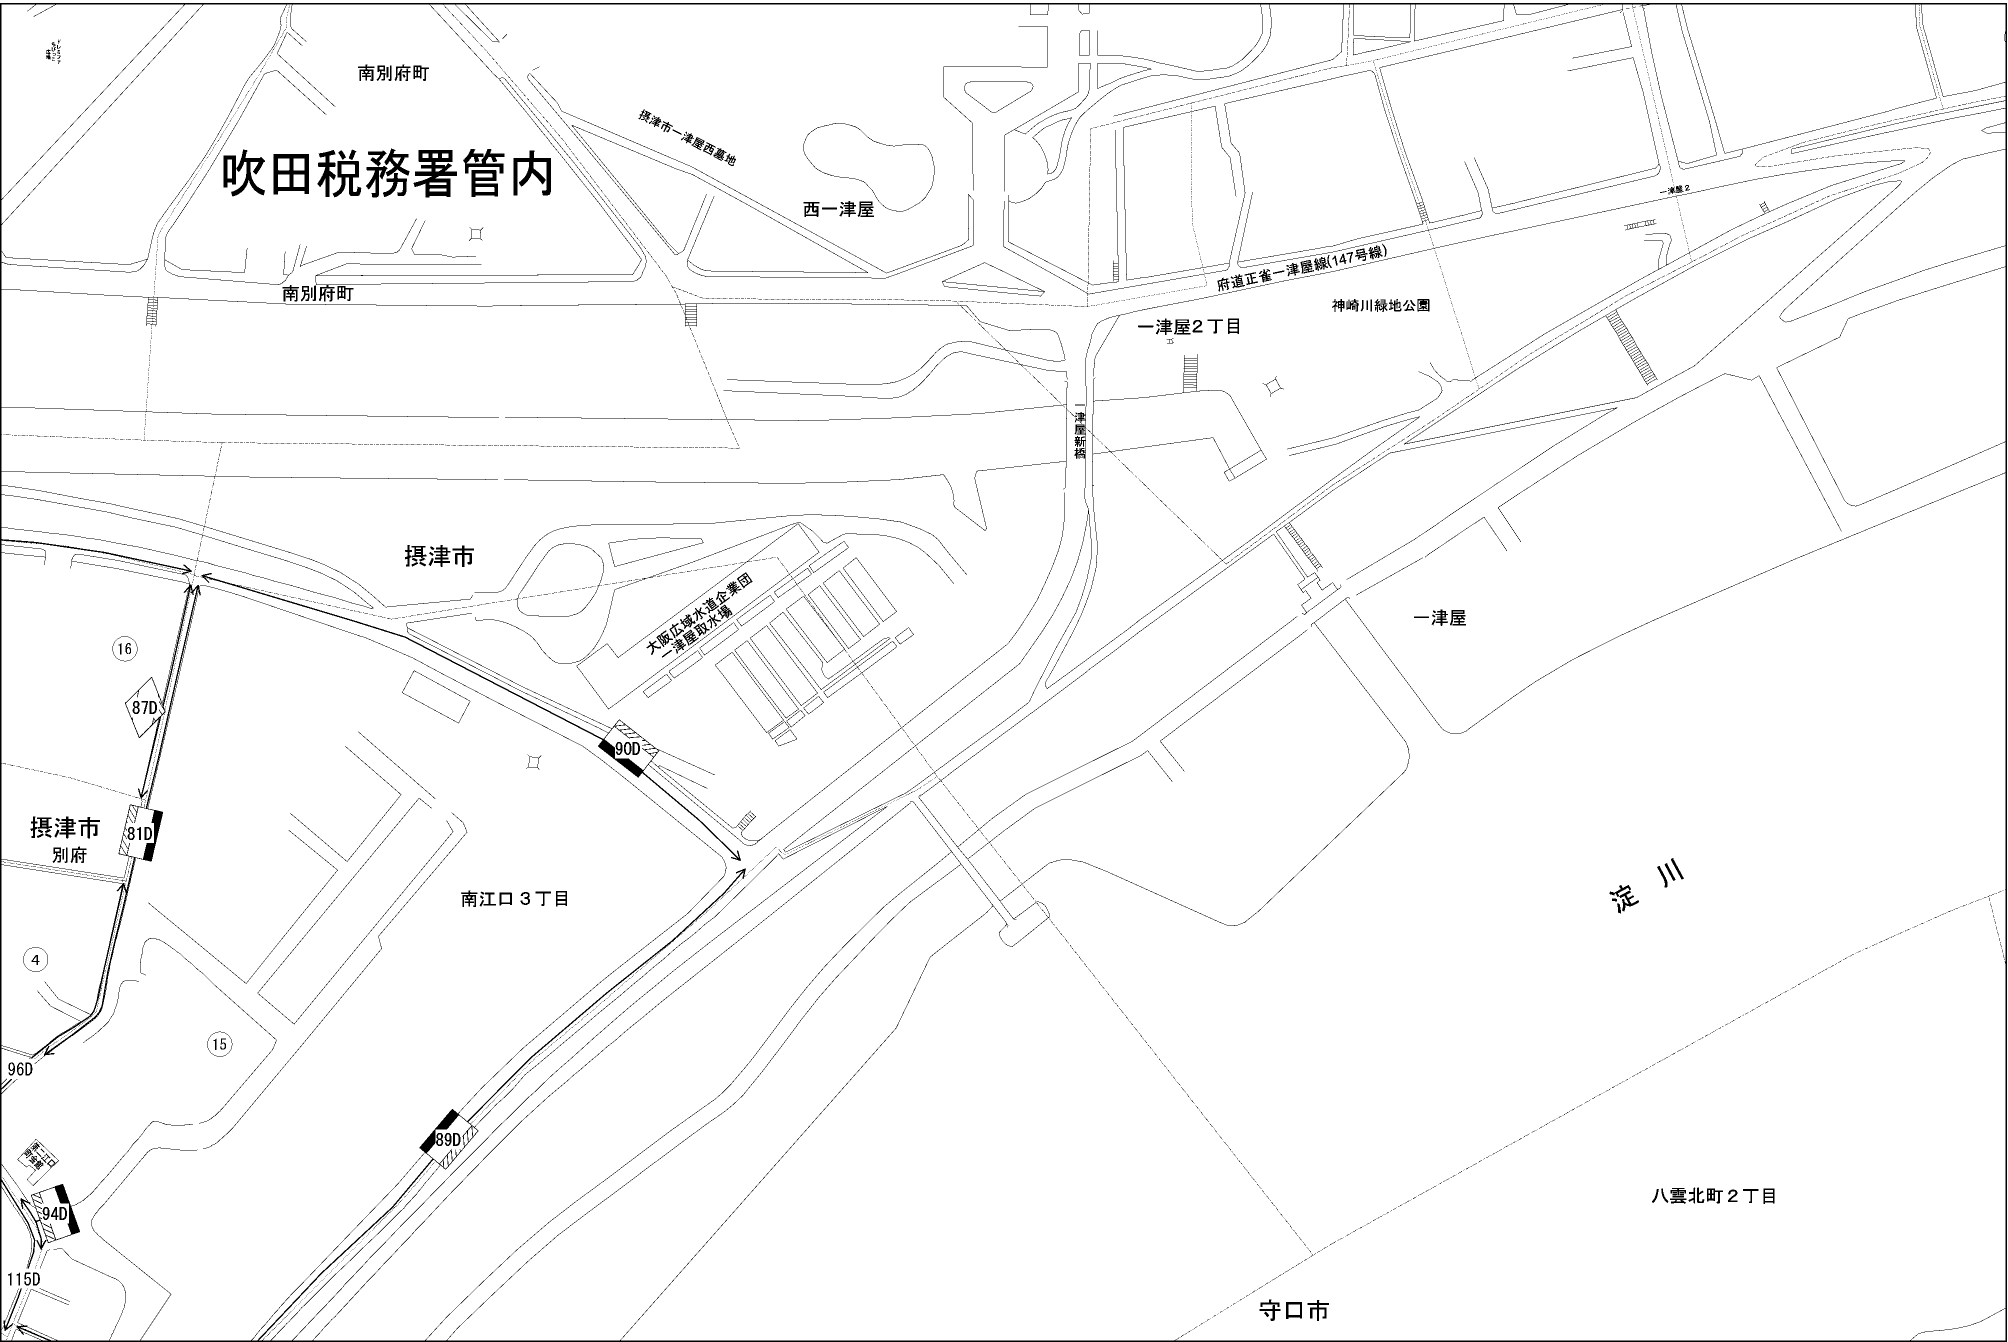 南別府町
摂津市一津屋西墓地
吹田税務署管内
西一津屋
一津屋2
府道正雀一津屋線(147号線)
南別府町
神崎川緑地公園
一津屋2丁目
一津屋新橋
摂津市
大阪広域水道企業団
一津屋取水場
一津屋
16
87D
90D
摂津市
81D
別府
淀川
南江口3丁目
4
15
96D
89D
南江口
町会館
八雲北町2丁目
94D
115D
守口市